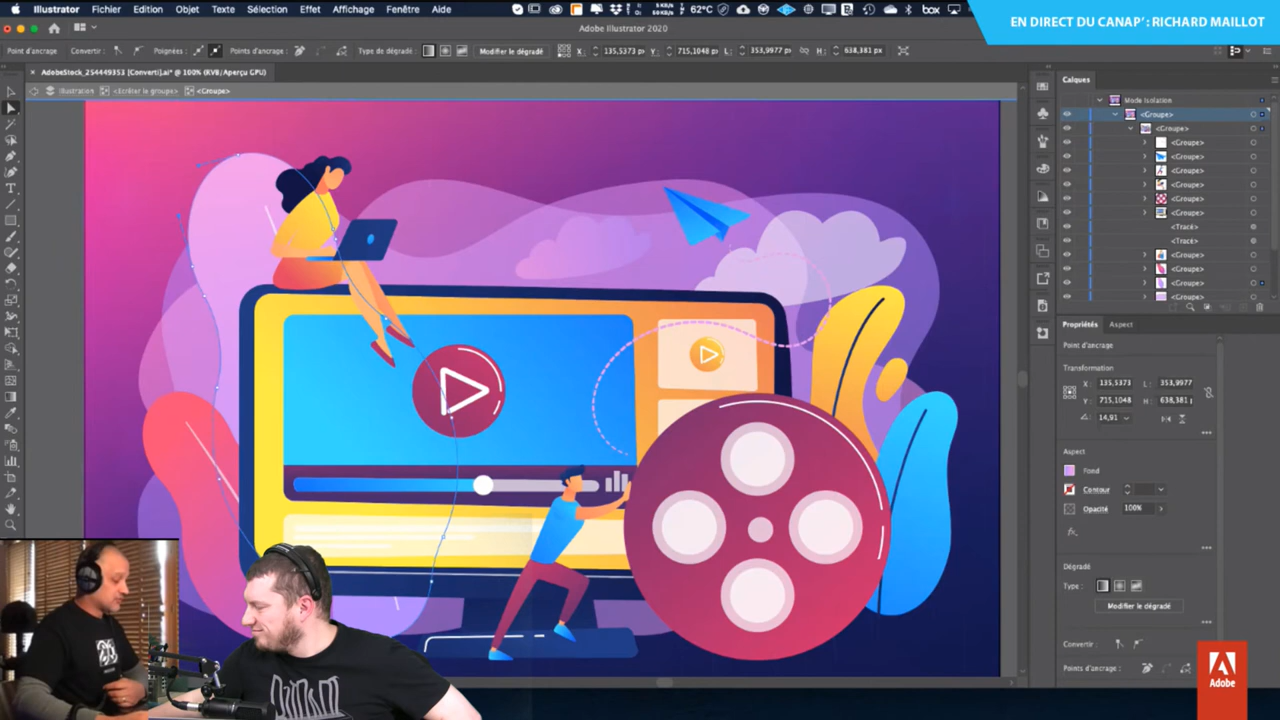 Illustrator Fichier Edition Objet Texte Sélection Effet Affichage Fenêtre Aide
62°C
box
EN DIRECT DU CANAP' : RICHARD MAILLOT
Adobe Illustrator 2020
Point d'ancrage Convertir : Poignées : Points d'ancrage : Type de dégradé : Modifier le dégradé X : 135,5373 px Y : 715,1048 px L : 353,9977 px H : 638,381 px
AdobeStock_254449353 [Converti].ai* @ 100% (RVB/Aperçu GPU)
Illustration <Ecrêter le groupe> <Groupe>
Calques
Mode Isolation
<Groupe>
<Groupe>
<Groupe>
<Groupe>
<Groupe>
<Groupe>
<Groupe>
<Groupe>
<Tracé>
<Tracé>
<Groupe>
<Groupe>
<Groupe>
<Groupe>
Propriétés Aspect
Point d'ancrage
Transformation
X : 135,5373 L : 353,9977
Y : 715,1048 H : 638,381
14,91
Aspect
Fond
Contour
Opacité 100%
fx.
Dégradé
Type :
Modifier le dégradé
Convertir :
Points d'ancrage :
Adobe